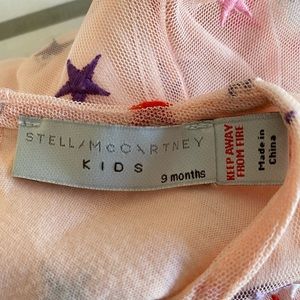 STELLA McCARTNEY
KIDS
9 months
KEEP AWAY
FROM FIRE
Made in
China